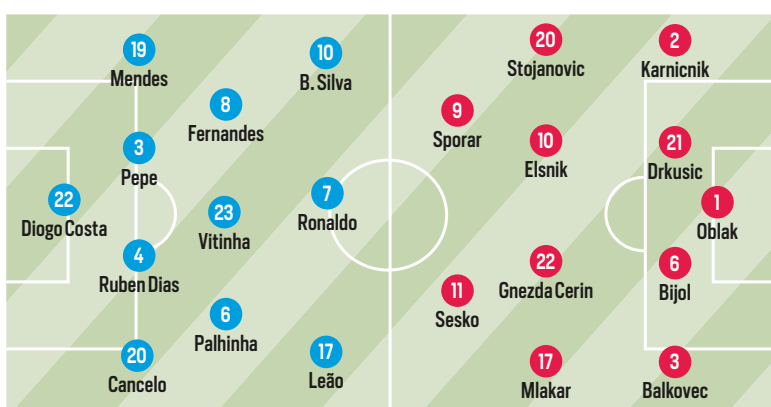 19
Mendes
10
B. Silva
8
Fernandes
3
Pepe
22
Diogo Costa
23
Vitinha
7
Ronaldo
4
Ruben Dias
6
Palhinha
20
Cancelo
17
Leão
20
Stojanovic
2
Karnicnik
9
Sporar
10
Elsnik
21
Drkusic
1
Oblak
22
Gnezda Cerin
6
Bijol
11
Sesko
17
Mlakar
3
Balkovec